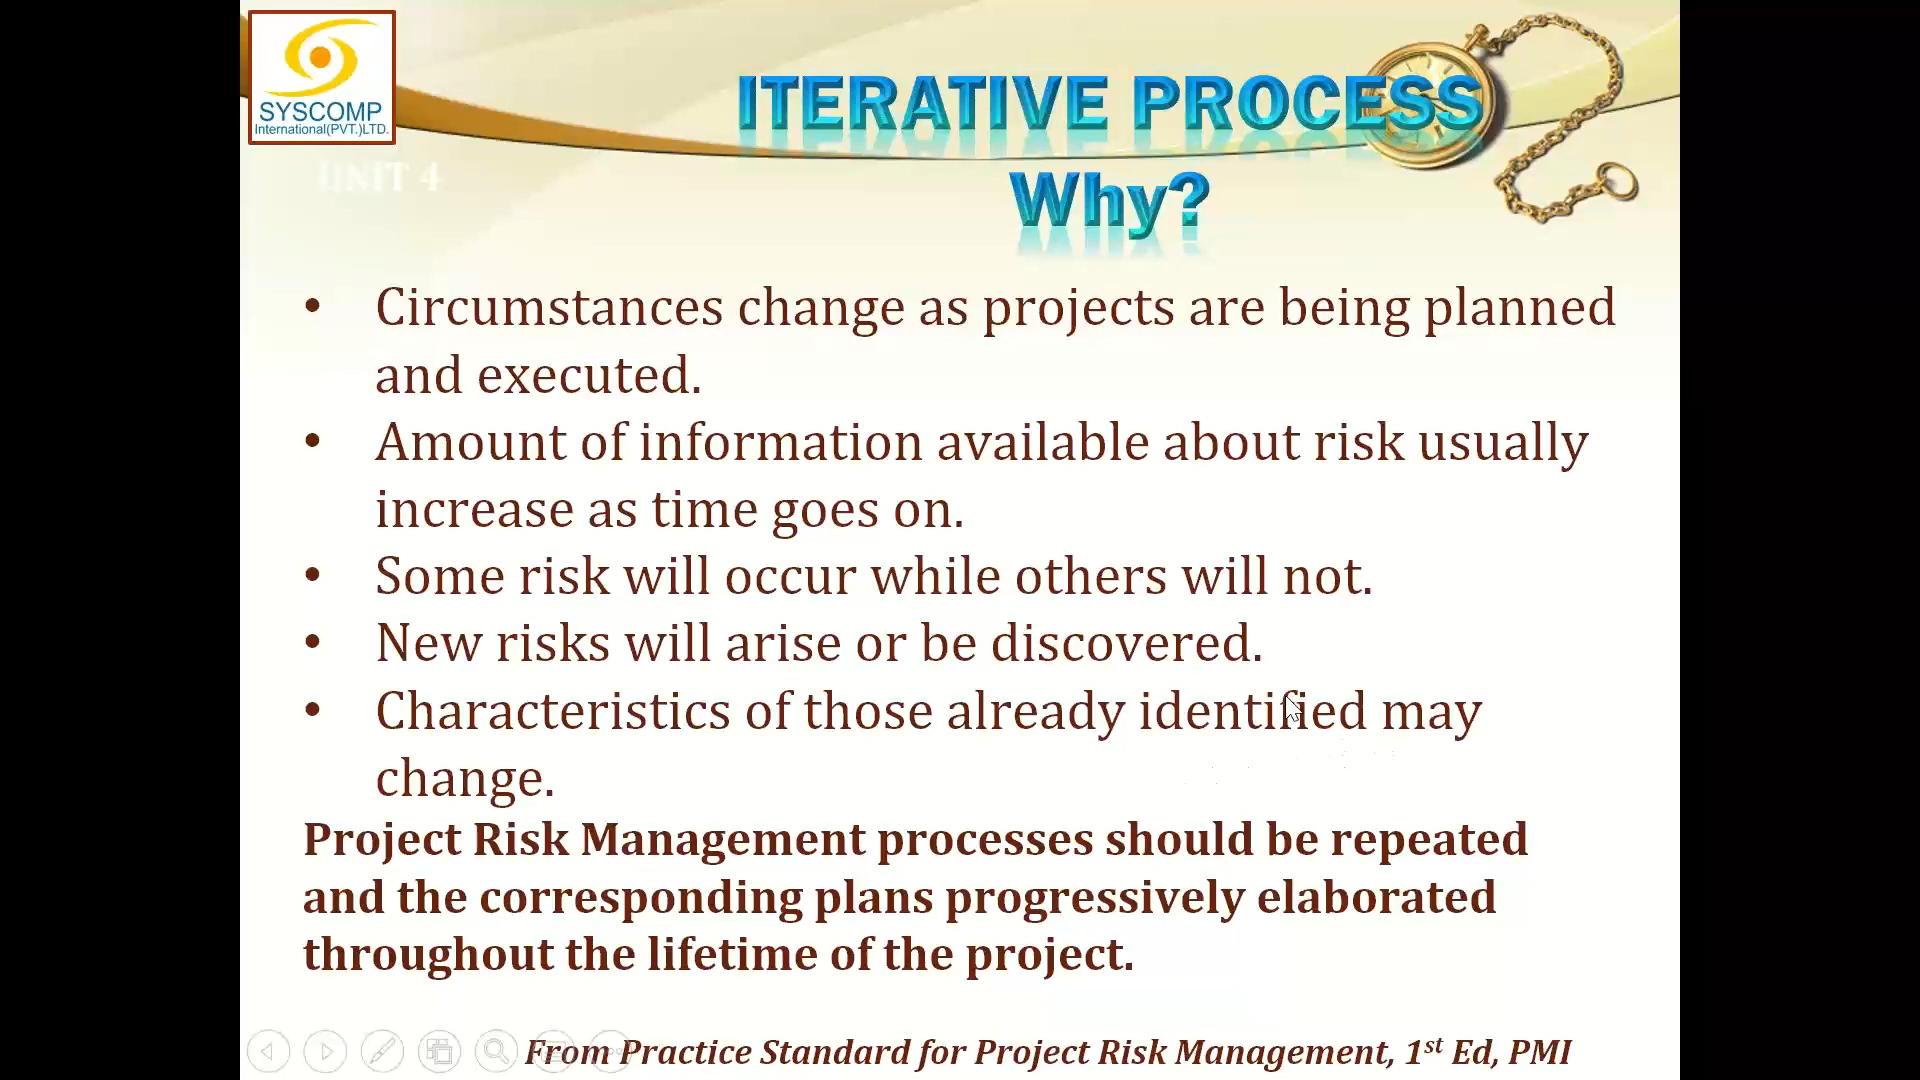 SYSCOMP
International(PVT.)LTD.
ITERATIVE PROCESS
UNIT 4
Why?
• Circumstances change as projects are being planned
and executed.
• Amount of information available about risk usually
increase as time goes on.
• Some risk will occur while others will not.
• New risks will arise or be discovered.
• Characteristics of those already identified may
change.
Project Risk Management processes should be repeated
and the corresponding plans progressively elaborated
throughout the lifetime of the project.
From Practice Standard for Project Risk Management, 1st Ed, PMI